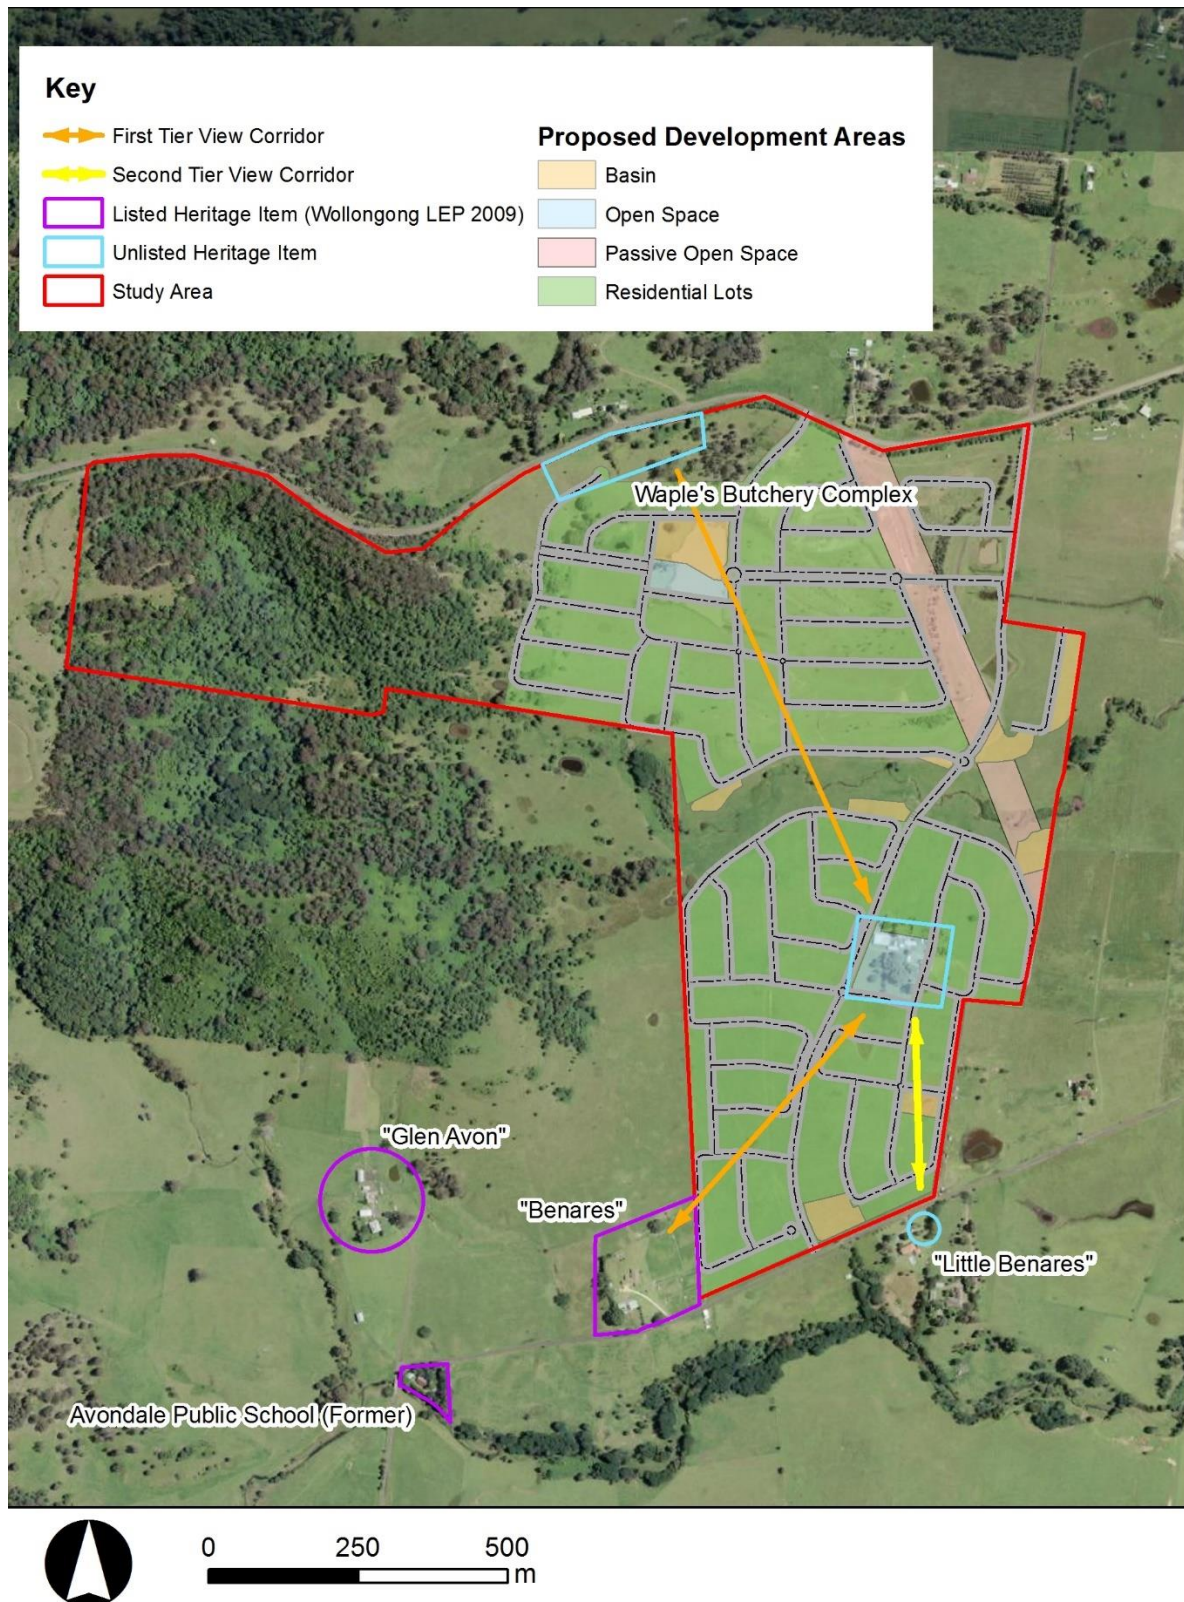 Key
First Tier View Corridor
Second Tier View Corridor
Listed Heritage Item (Wollongong LEP 2009)
Unlisted Heritage Item
Study Area
Proposed Development Areas
Basin
Open Space
Passive Open Space
Residential Lots
Waple's Butchery Complex
"Glen Avon"
"Benares"
"Little Benares"
Avondale Public School (Former)
0 250 500
m